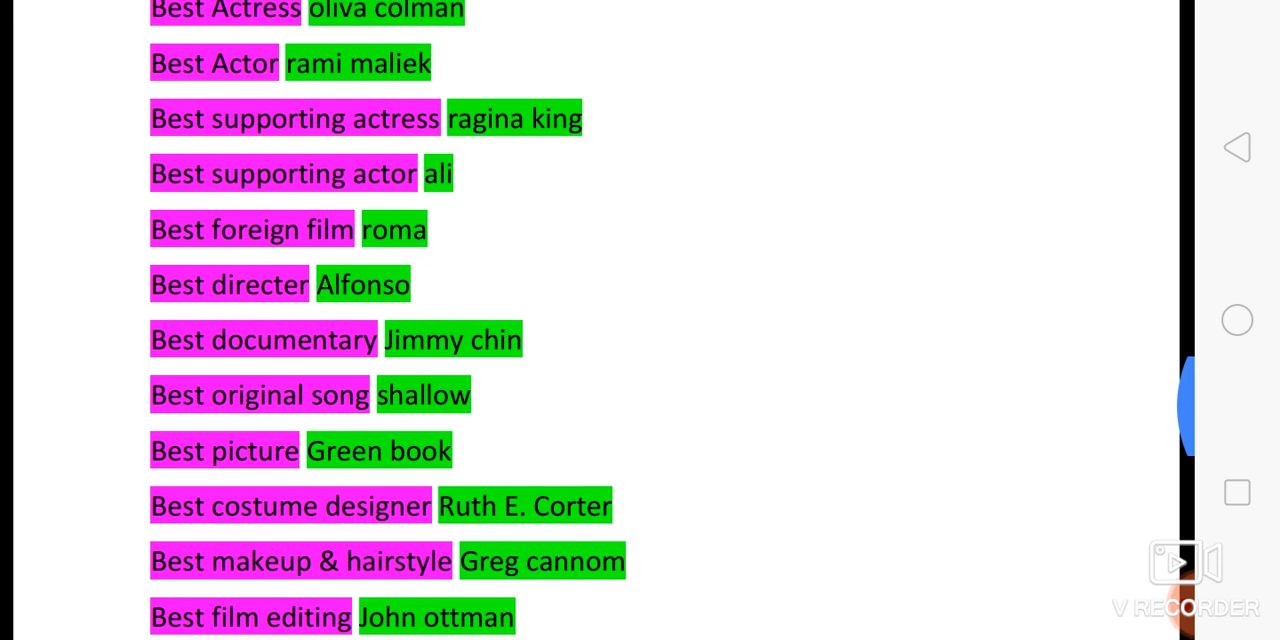 Best Actress oliva colman
Best Actor rami maliek
Best supporting actress ragina king
Best supporting actor ali
Best foreign film roma
Best directer Alfonso
Best documentary Jimmy chin
Best original song shallow
Best picture Green book
Best costume designer Ruth E. Corter
Best makeup & hairstyle Greg cannom
Best film editing John ottman
V RECORDER